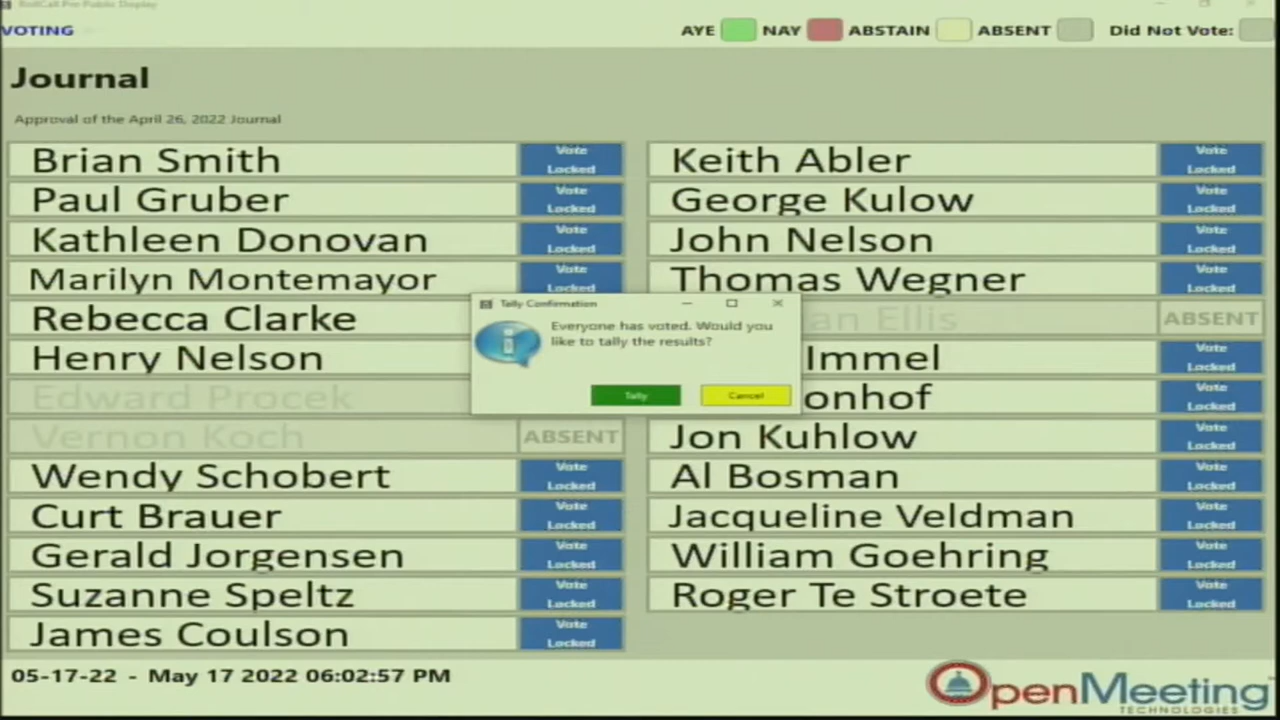 RollCall Pro Public Display
VOTING
AYE NAY ABSTAIN ABSENT Did Not Vote:
Journal
Approval of the April 26, 2022 Journal
Brian Smith Vote Locked
Paul Gruber Vote Locked
Kathleen Donovan Vote Locked
Marilyn Montemayor Vote Locked
Rebecca Clarke
Henry Nelson
Edward Procek
Vernon Koch ABSENT
Wendy Schobert Vote Locked
Curt Brauer Vote Locked
Gerald Jorgensen Vote Locked
Suzanne Speltz Vote Locked
James Coulson Vote Locked
Keith Abler Vote Locked
George Kulow Vote Locked
John Nelson Vote Locked
Thomas Wegner Vote Locked
an Ellis ABSENT
Immel Vote Locked
onhof Vote Locked
Jon Kuhlow Vote Locked
Al Bosman Vote Locked
Jacqueline Veldman Vote Locked
William Goehring Vote Locked
Roger Te Stroete Vote Locked
Tally Confirmation
Everyone has voted. Would you
like to tally the results?
Tally Cancel
05-17-22 - May 17 2022 06:02:57 PM
OpenMeeting
TECHNOLOGIES